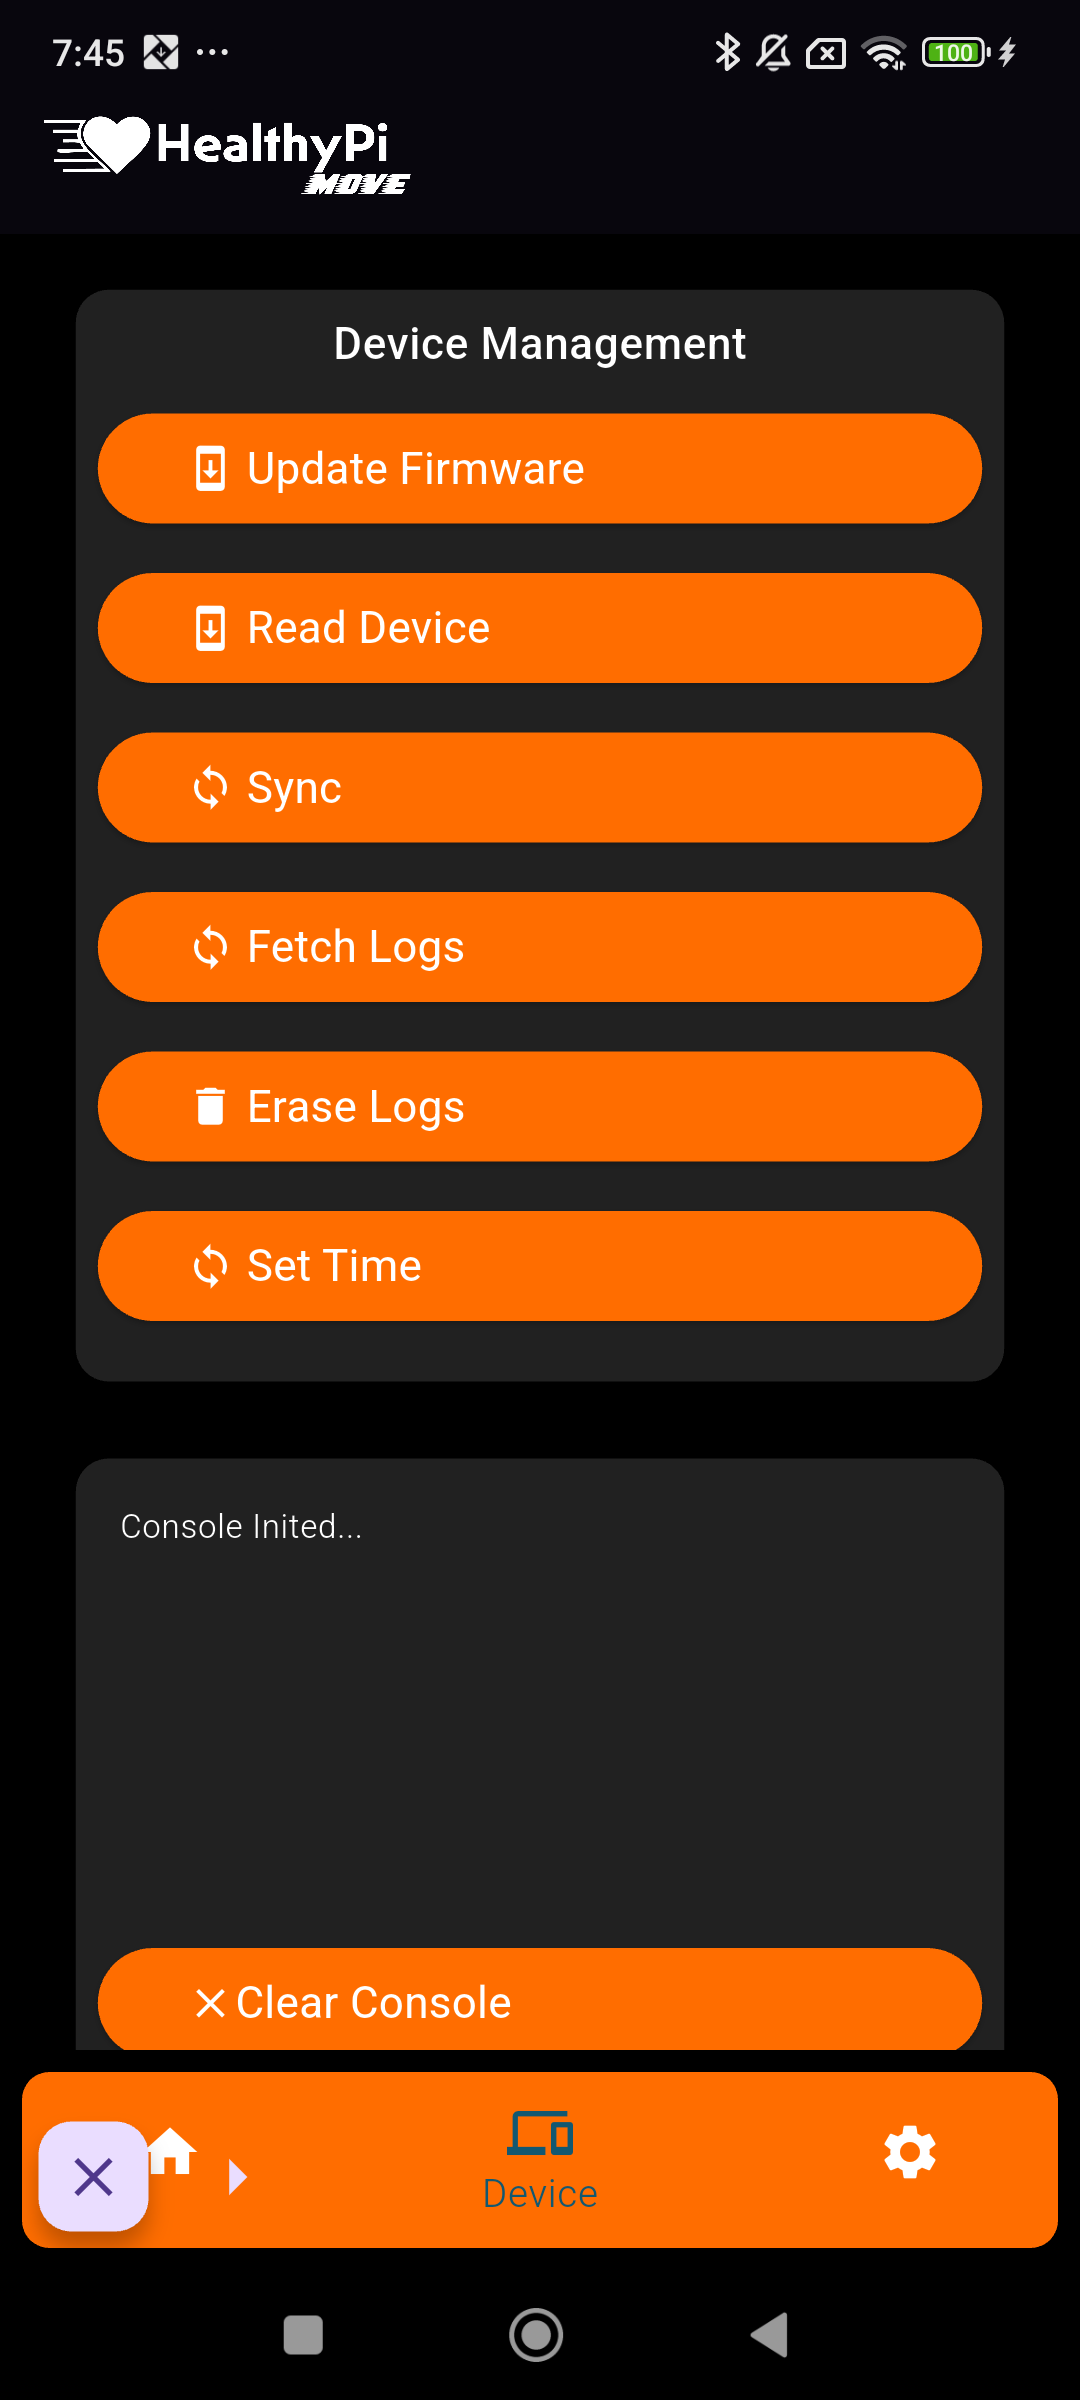 7:45
100
HealthyPi
MOVE
Device Management
Update Firmware
Read Device
Sync
Fetch Logs
Erase Logs
Set Time
Console Inited...
Clear Console
Device